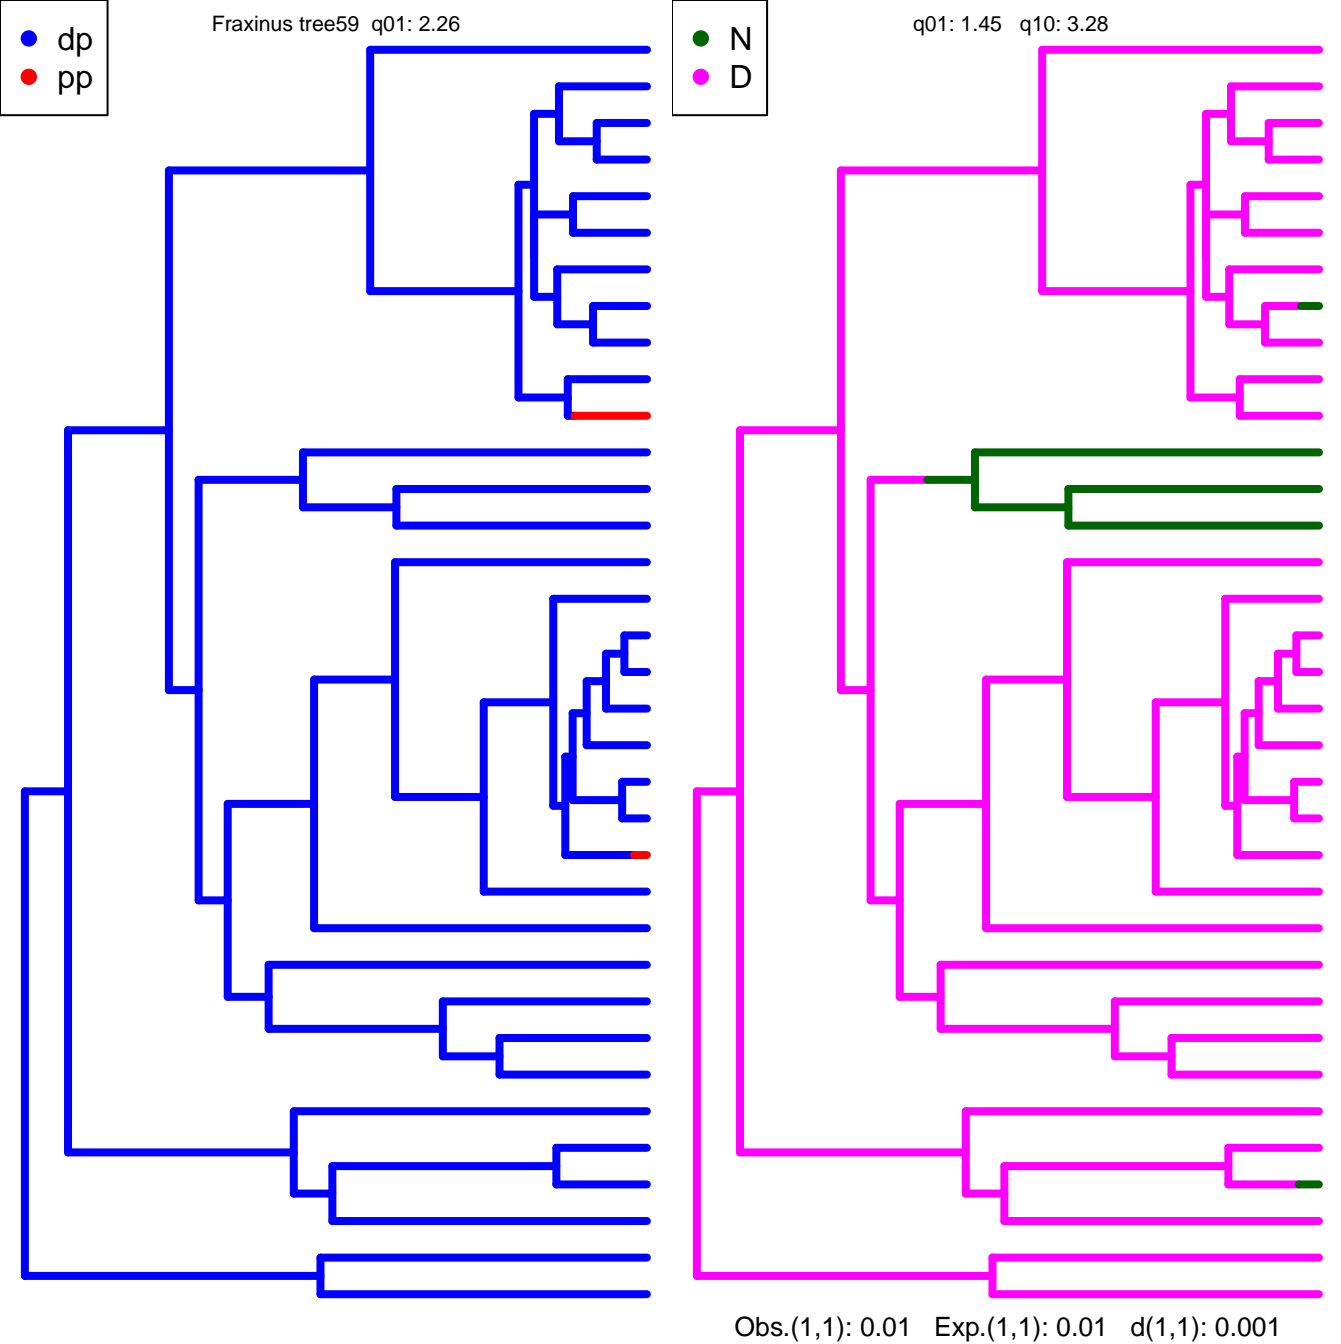 Fraxinus tree59 q01: 2.26
dp
pp
q01: 1.45 q10: 3.28
N
D
Obs.(1,1): 0.01 Exp.(1,1): 0.01 d(1,1): 0.001